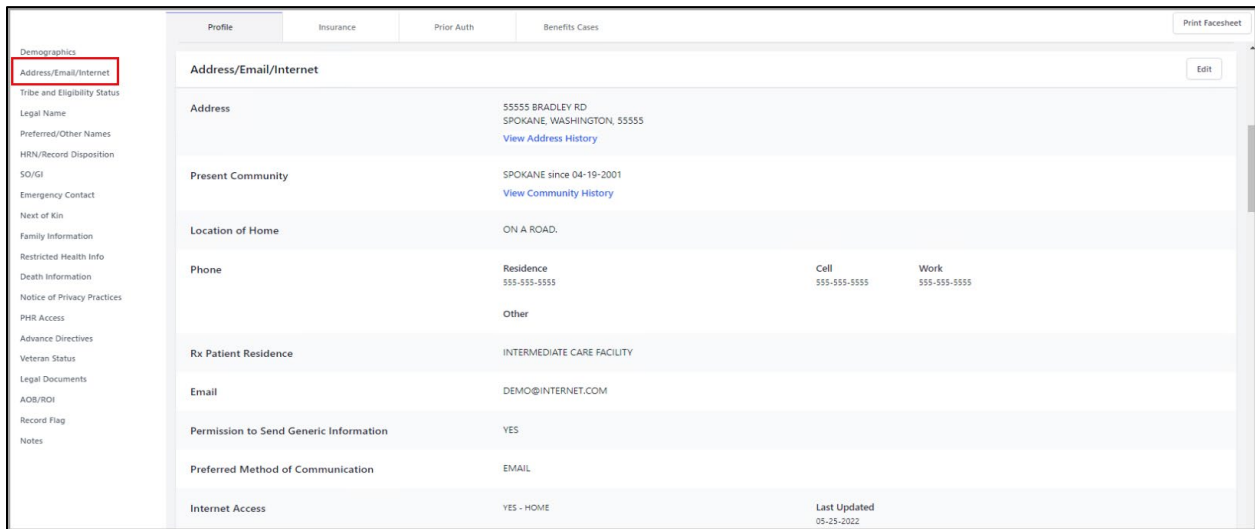 Profile Insurance Prior Auth Benefits Cases Print Facesheet
Demographics
Address/Email/Internet
Tribe and Eligibility Status
Legal Name
Preferred/Other Names
HRN/Record Disposition
SO/GI
Emergency Contact
Next of Kin
Family Information
Restricted Health Info
Death Information
Notice of Privacy Practices
PHR Access
Advance Directives
Veteran Status
Legal Documents
AOB/ROI
Record Flag
Notes
Address/Email/Internet Edit
Address 55555 BRADLEY RD
SPOKANE, WASHINGTON, 55555
View Address History
Present Community SPOKANE since 04-19-2001
View Community History
Location of Home ON A ROAD.
Phone Residence Cell Work
555-555-5555 555-555-5555 555-555-5555
Other
Rx Patient Residence INTERMEDIATE CARE FACILITY
Email DEMO@INTERNET.COM
Permission to Send Generic Information YES
Preferred Method of Communication EMAIL
Internet Access YES - HOME Last Updated
05-25-2022